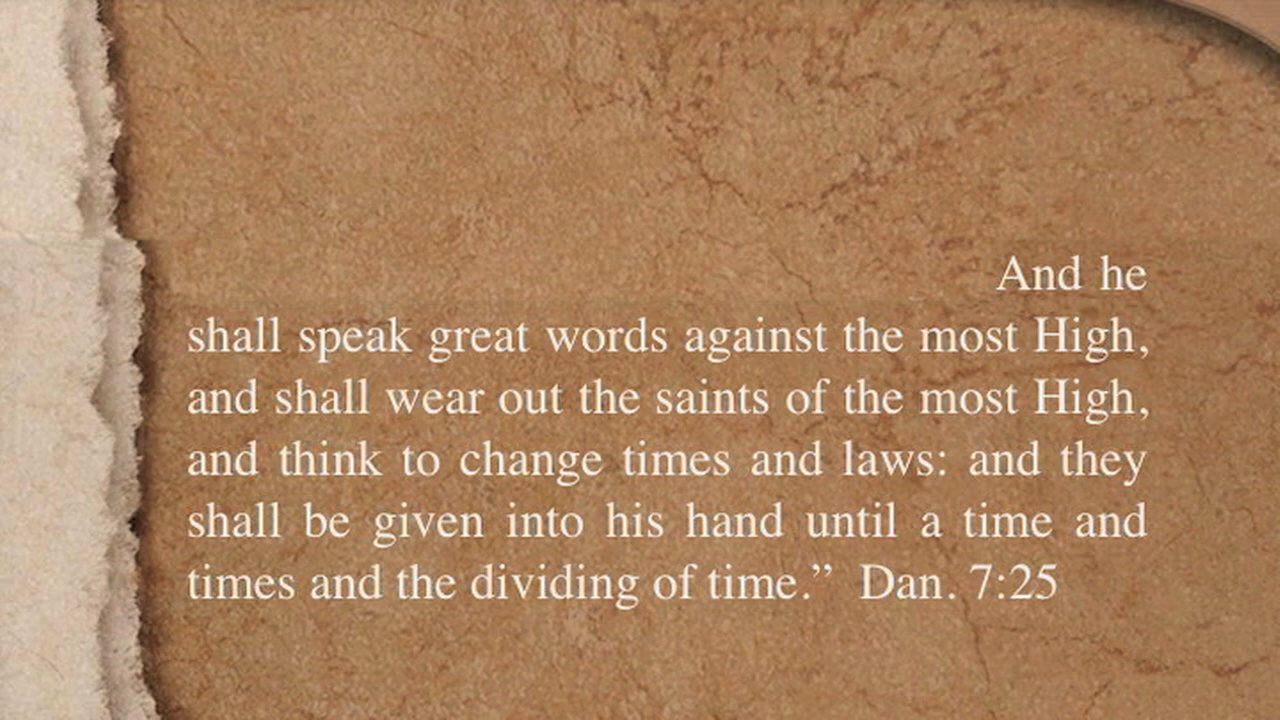 And he
shall speak great words against the most High,
and shall wear out the saints of the most High,
and think to change times and laws: and they
shall be given into his hand until a time and
times and the dividing of time.” Dan. 7:25